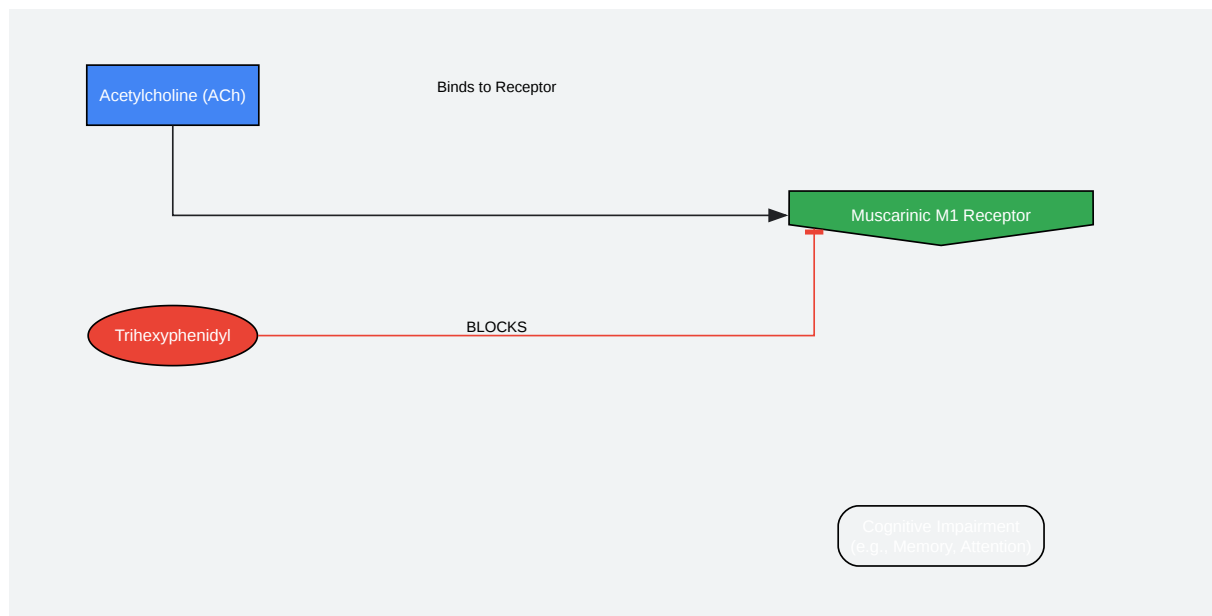 Acetylcholine (ACh)
Binds to Receptor
Muscarinic M1 Receptor
Trihexyphenidyl
BLOCKS
Cognitive Impairment
(e.g., Memory, Attention)